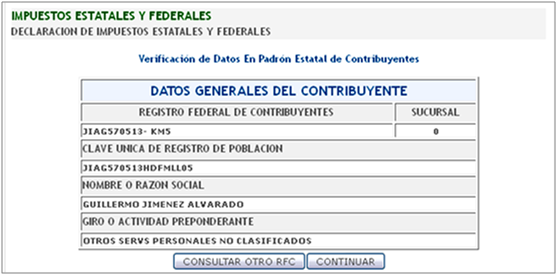 IMPUESTOS ESTATALES Y FEDERALES
DECLARACION DE IMPUESTOS ESTATALES Y FEDERALES
Verificación de Datos En Padrón Estatal de Contribuyentes
DATOS GENERALES DEL CONTRIBUYENTE
REGISTRO FEDERAL DE CONTRIBUYENTES SUCURSAL
JIAG570513- KM5 0
CLAVE UNICA DE REGISTRO DE POBLACION
JIAG570513HDFMLL05
NOMBRE O RAZON SOCIAL
GUILLERMO JIMENEZ ALVARADO
GIRO O ACTIVIDAD PREPONDERANTE
OTROS SERVS PERSONALES NO CLASIFICADOS
CONSULTAR OTRO RFC CONTINUAR